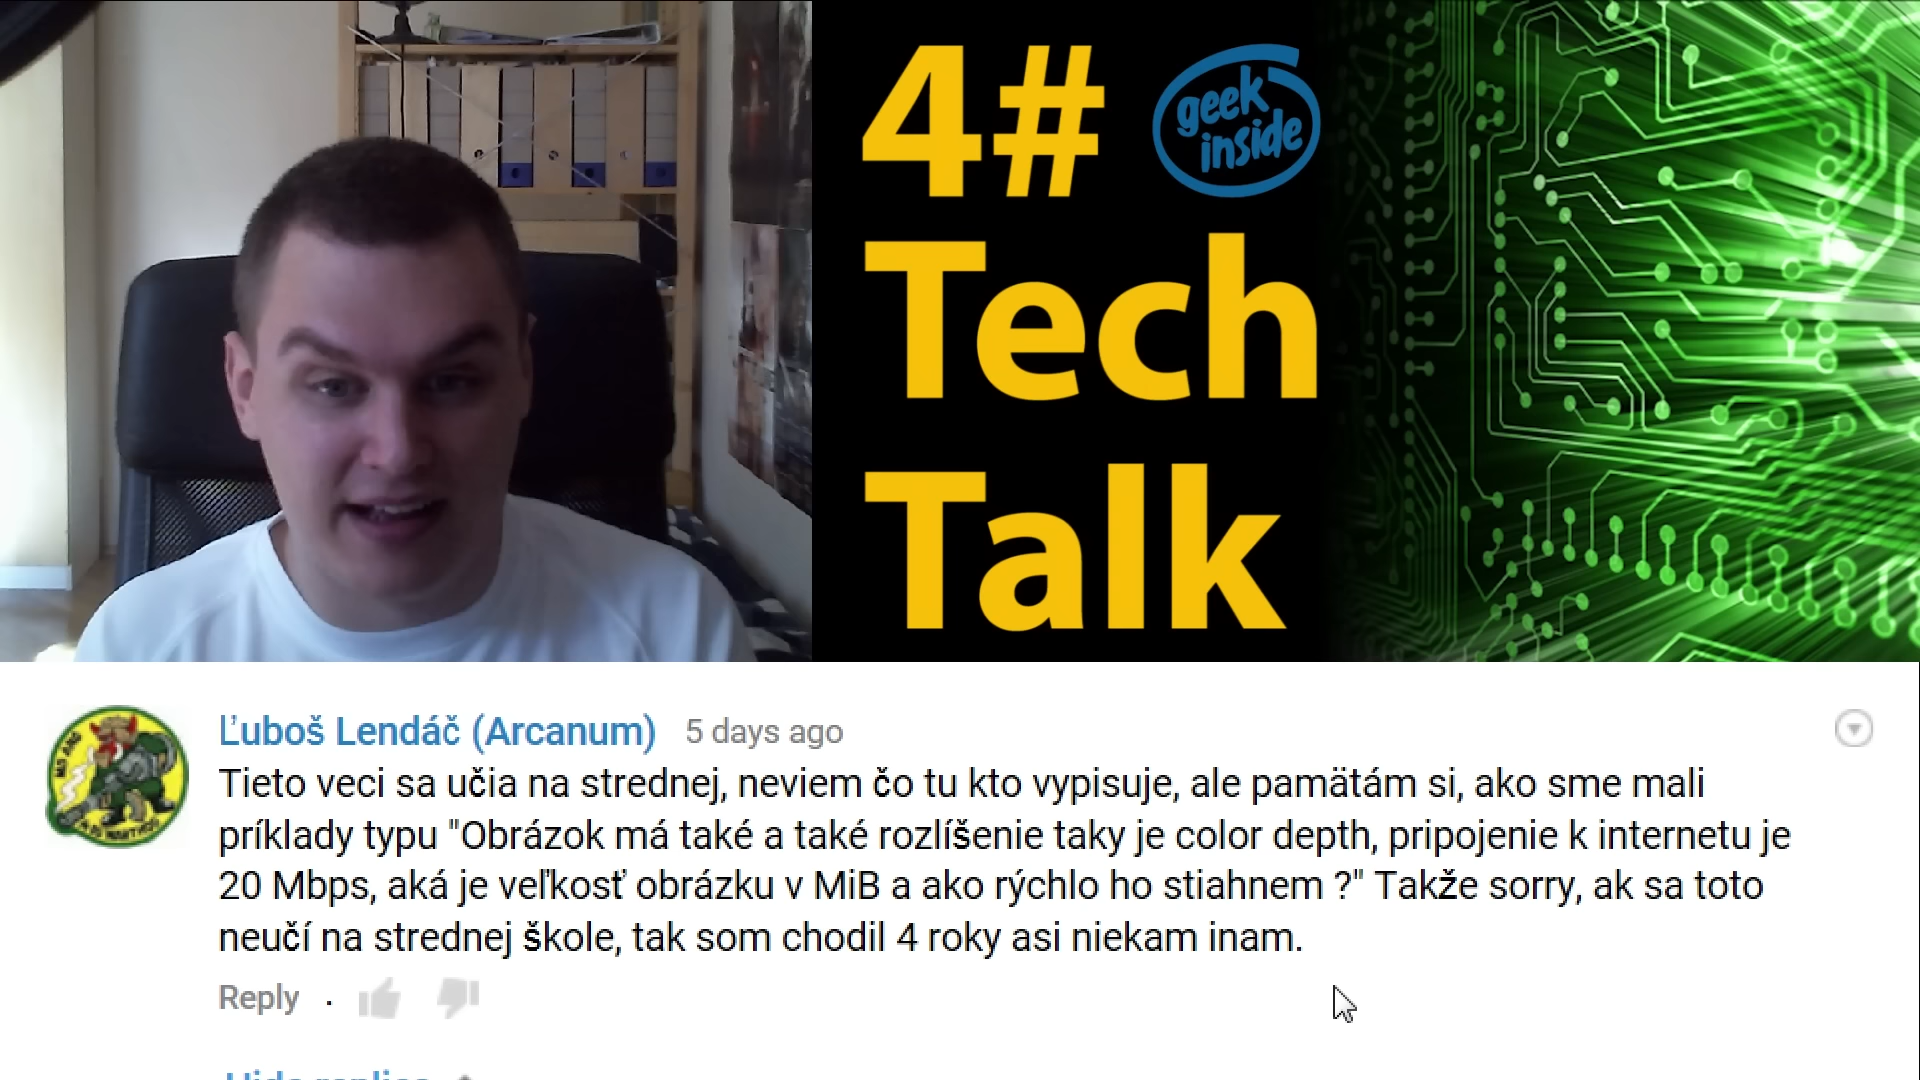 4#
geek
inside
Tech
Talk
Ľuboš Lendáč (Arcanum) 5 days ago
Tieto veci sa učia na strednej, neviem čo tu kto vypisuje, ale pamätám si, ako sme mali
príklady typu "Obrázok má také a také rozlíšenie taky je color depth, pripojenie k internetu je
20 Mbps, aká je veľkosť obrázku v MiB a ako rýchlo ho stiahnem ?" Takže sorry, ak sa toto
neučí na strednej škole, tak som chodil 4 roky asi niekam inam.
Reply ·
Hide replies